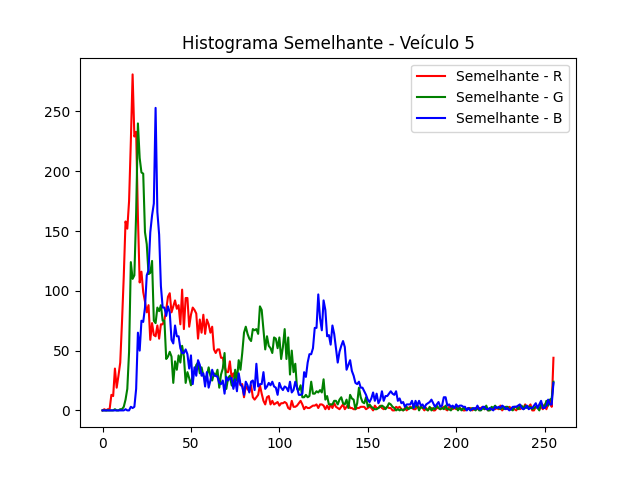 Histograma Semelhante - Veículo 5
Semelhante - R
Semelhante - G
Semelhante - B
250
200
150
100
50
0
0 50 100 150 200 250